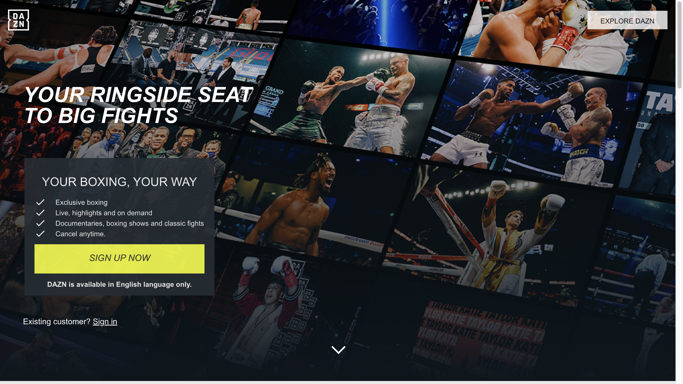 DAZN
EXPLORE DAZN
YOUR RINGSIDE SEAT
TO BIG FIGHTS
YOUR BOXING, YOUR WAY
Exclusive boxing
Live, highlights and on demand
Documentaries, boxing shows and classic fights
Cancel anytime.
SIGN UP NOW
DAZN is available in English language only.
Existing customer? Sign in